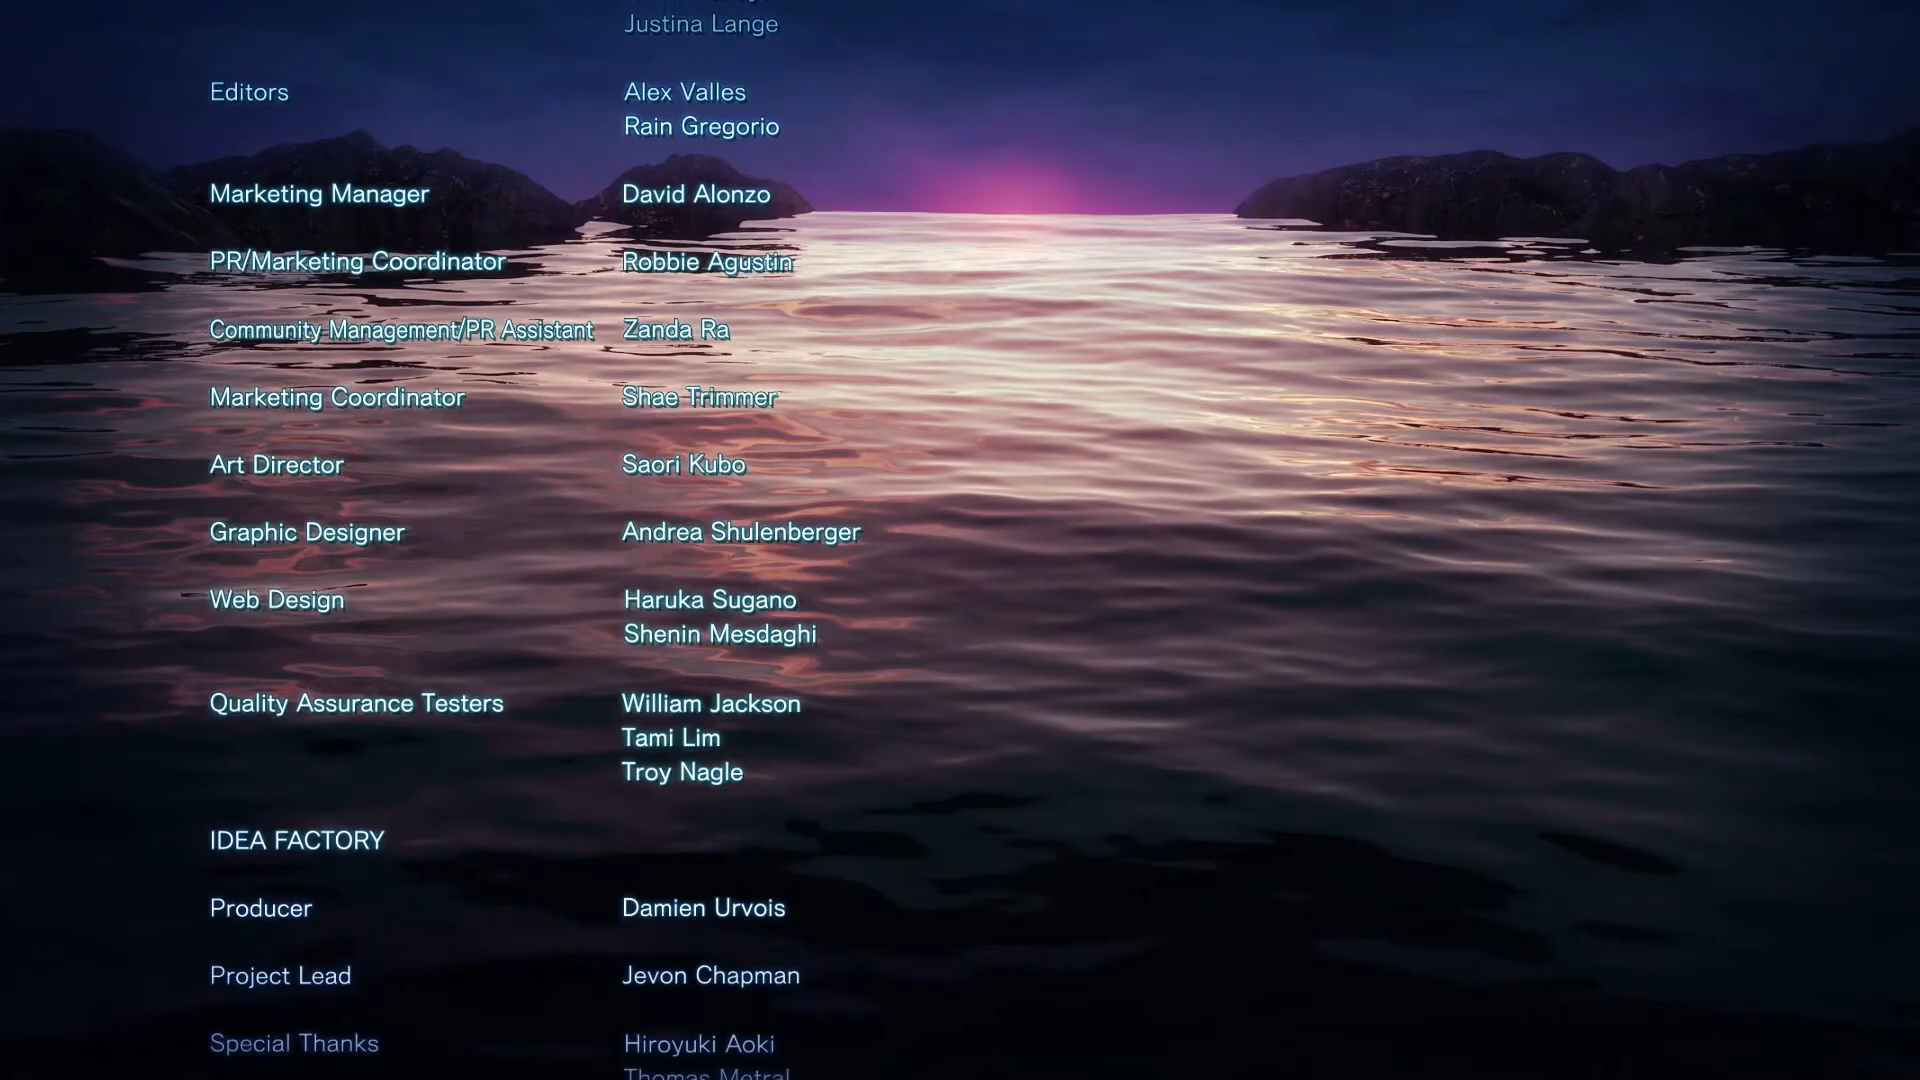 Justina Lange
Editors Alex Valles
Rain Gregorio
Marketing Manager David Alonzo
PR/Marketing Coordinator Robbie Agustin
Community Management/PR Assistant Zanda Ra
Marketing Coordinator Shae Trimmer
Art Director Saori Kubo
Graphic Designer Andrea Shulenberger
Web Design Haruka Sugano
Shenin Mesdaghi
Quality Assurance Testers William Jackson
Tami Lim
Troy Nagle
IDEA FACTORY
Producer Damien Urvois
Project Lead Jevon Chapman
Special Thanks Hiroyuki Aoki
Thomas Metral